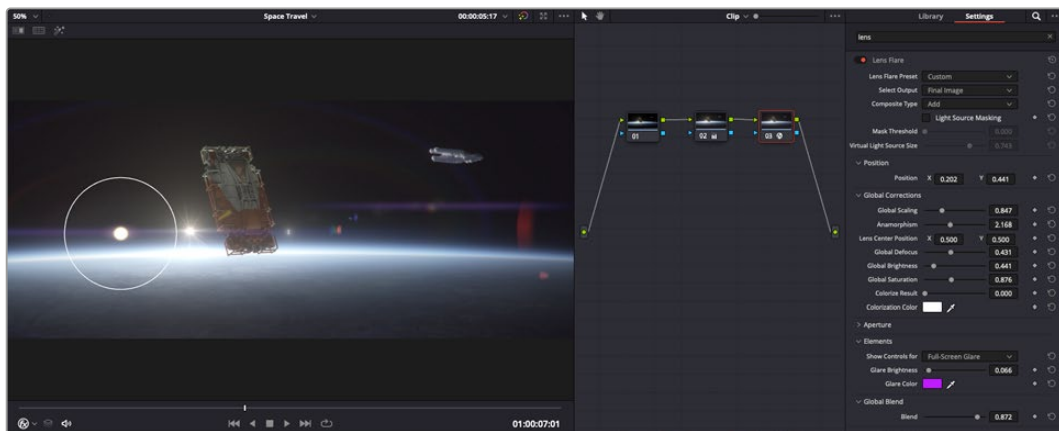 50% Space Travel 00:00:05:17 Clip Library Settings
lens
Lens Flare
Lens Flare Preset Custom
Select Output Final Image
Composite Type Add
Light Source Masking
Mask Threshold 0.000
Virtual Light Source Size 0.743
Position
Position X 0.202 Y 0.441
Global Corrections
Global Scaling 0.847
Anamorphism 2.168
Lens Center Position X 0.500 Y 0.500
Global Defocus 0.431
Global Brightness 0.441
Global Saturation 0.876
Colorize Result 0.000
Colorization Color
Aperture
Elements
Show Controls for Full-Screen Glare
Glare Brightness 0.066
Glare Color
Global Blend
Blend 0.872
01 02 03
01:00:07:01